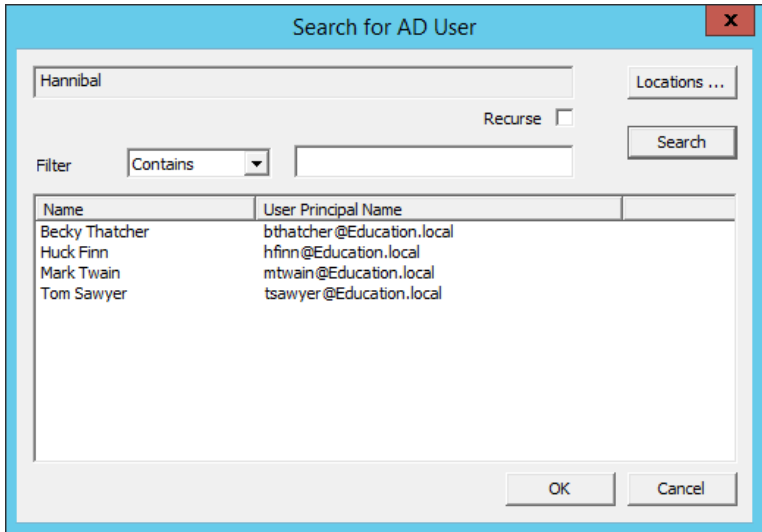 Search for AD User
x
Hannibal
Locations ...
Recurse
Search
Filter Contains
Name User Principal Name
Becky Thatcher bthatcher@Education.local
Huck Finn hfinn@Education.local
Mark Twain mtwain@Education.local
Tom Sawyer tsawyer@Education.local
OK Cancel